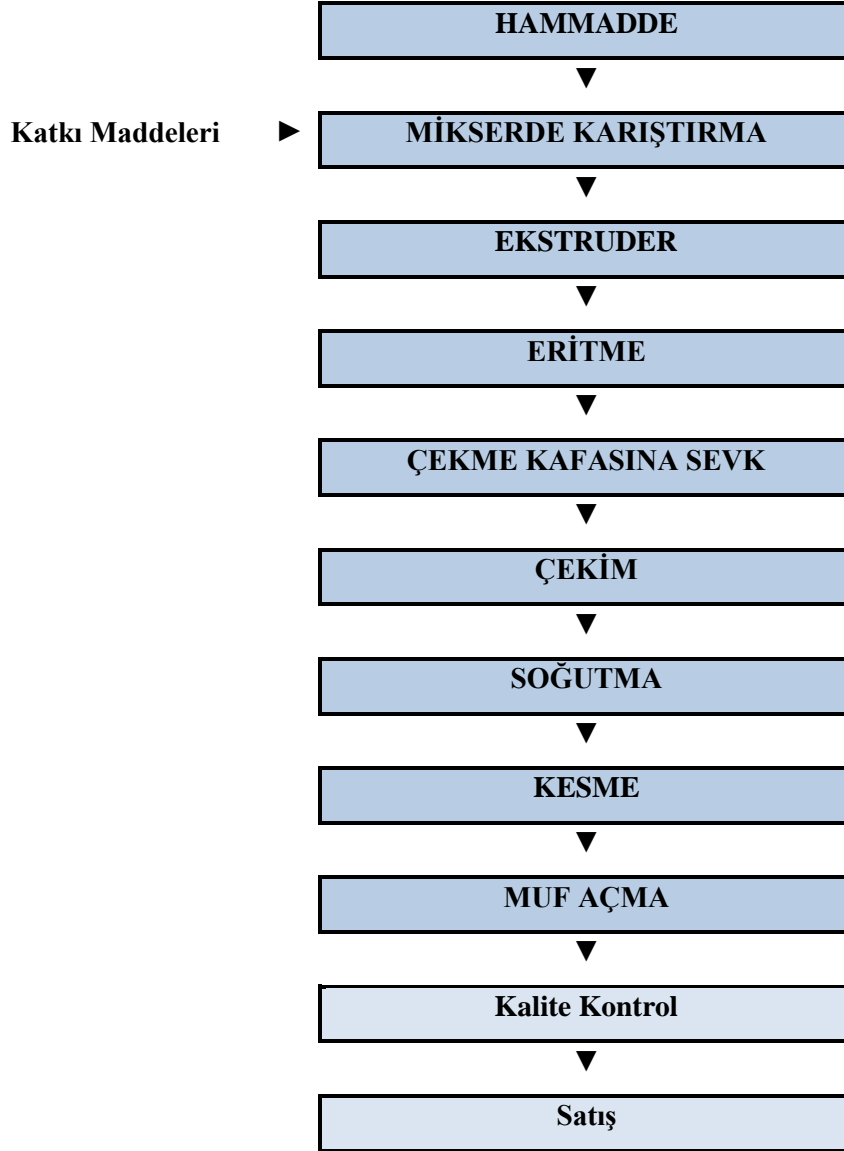 HAMMADDE
▼
Katkı Maddeleri ► MİKSERDE KARIŞTIRMA
▼
EKSTRUDER
▼
ERİTME
▼
ÇEKME KAFASINA SEVK
▼
ÇEKİM
▼
SOĞUTMA
▼
KESME
▼
MUF AÇMA
▼
Kalite Kontrol
▼
Satış